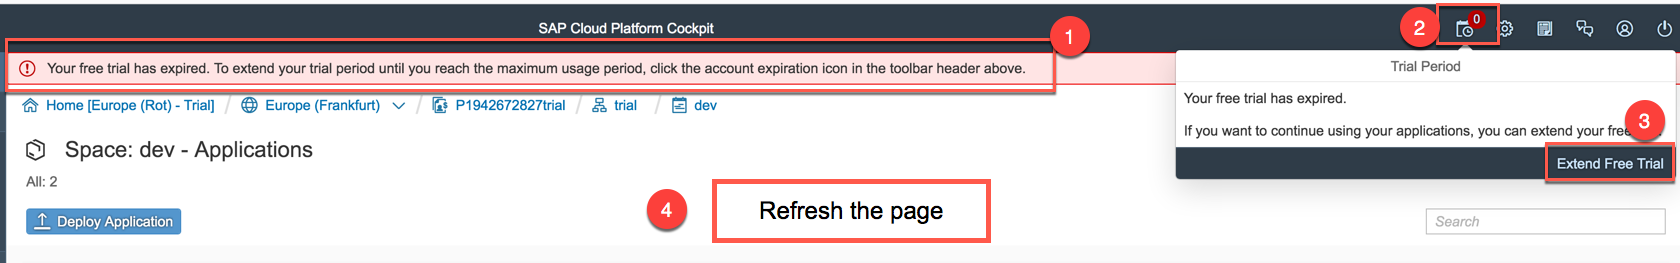 SAP Cloud Platform Cockpit
1
2
0
Your free trial has expired. To extend your trial period until you reach the maximum usage period, click the account expiration icon in the toolbar header above.
Trial Period
Your free trial has expired.
If you want to continue using your applications, you can extend your free
3
Extend Free Trial
Home [Europe (Rot) - Trial] / Europe (Frankfurt) / P1942672827trial / trial / dev
Space: dev - Applications
All: 2
4
Refresh the page
Deploy Application
Search